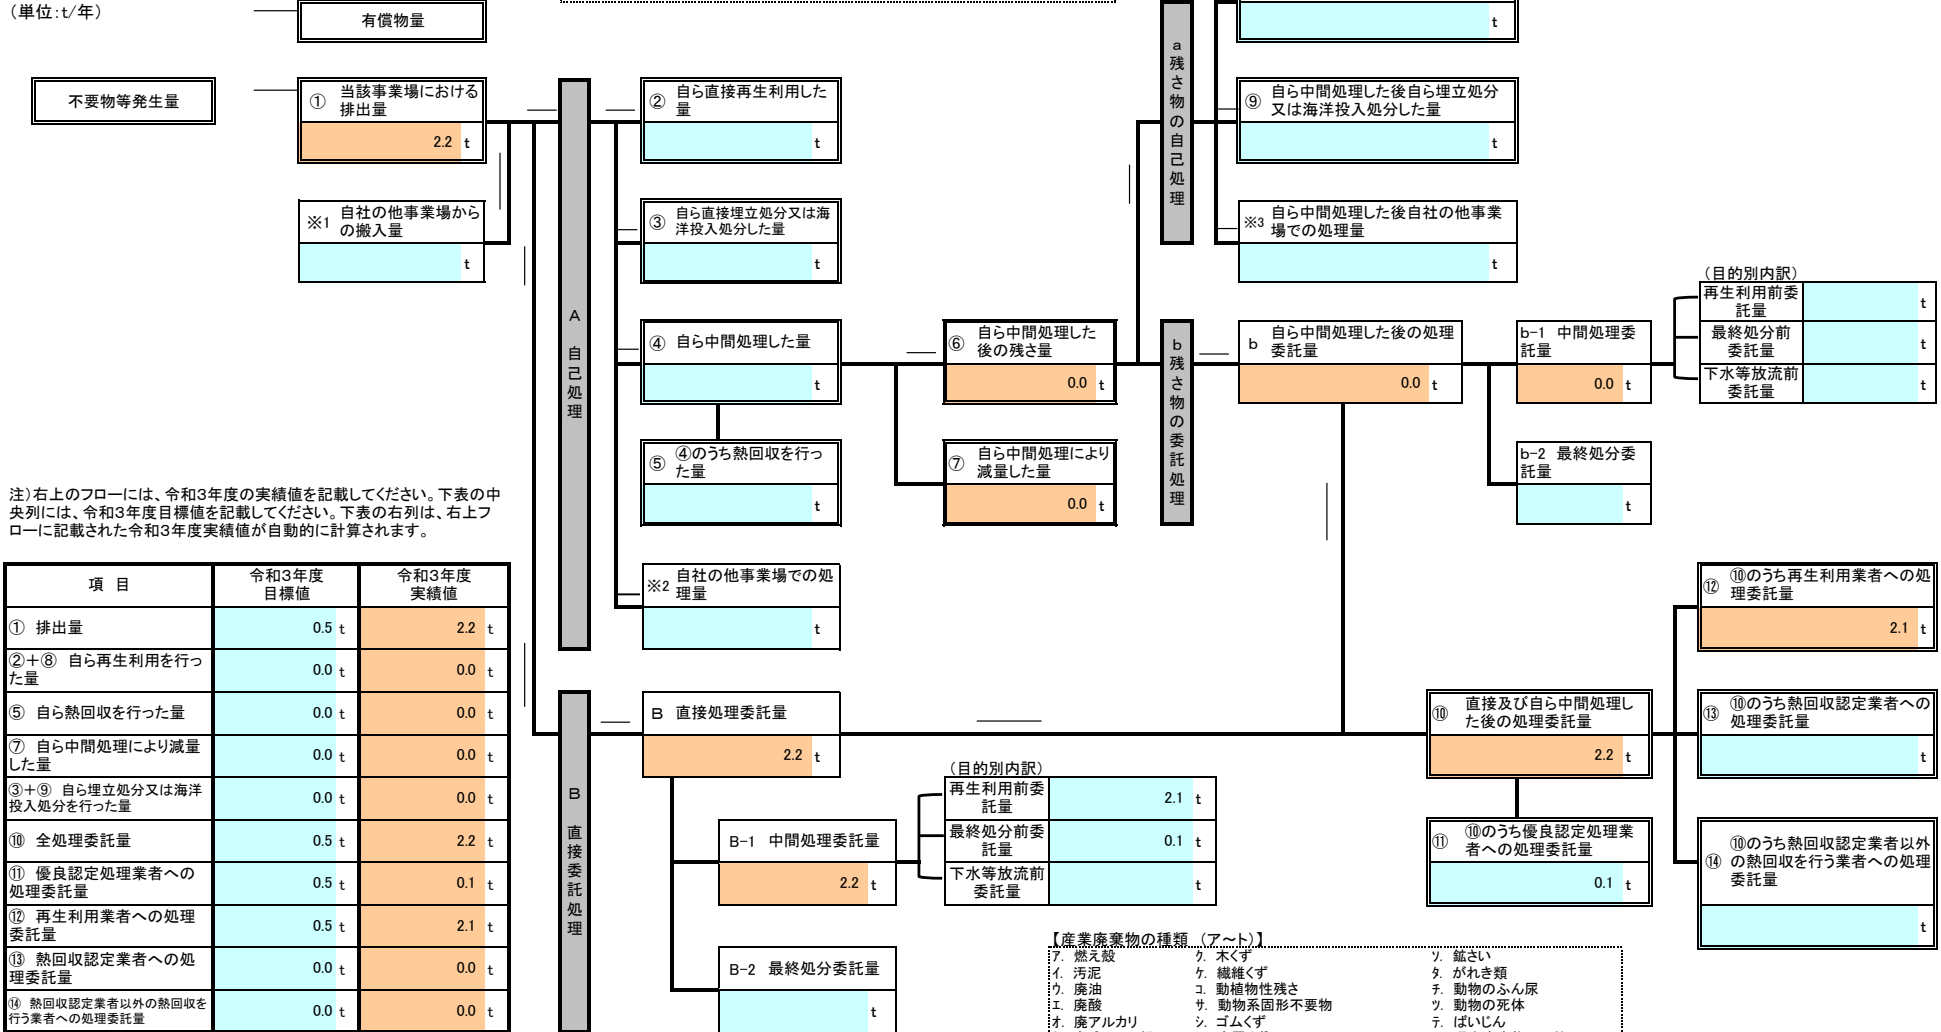 （単位:t/年）
有償物量
不要物等発生量
① 当該事業場における
排出量
2.2 t
※1 自社の他事業場から
の搬入量
t
A 自己処理
② 自ら直接再生利用した
量
t
③ 自ら直接埋立処分又は海
洋投入処分した量
t
④ 自ら中間処理した量
t
⑤ ④のうち熱回収を行っ
た量
t
※2 自社の他事業場での処
理量
t
⑥ 自ら中間処理した
後の残さ量
0.0 t
⑦ 自ら中間処理により
減量した量
0.0 t
a 残さ物の自己処理
t
⑨ 自ら中間処理した後自ら埋立処分
又は海洋投入処分した量
t
※3 自ら中間処理した後自社の他事業
場での処理量
t
b 残さ物の委託処理
b 自ら中間処理した後の処理
委託量
0.0 t
b-1 中間処理委
託量
0.0 t
（目的別内訳）
再生利用前委
託量
t
最終処分前
委託量
t
下水等放流前
委託量
t
b-2 最終処分委
託量
t
注）右上のフローには、令和3年度の実績値を記載してください。下表の中
央列には、令和3年度目標値を記載してください。下表の右列は、右上フ
ローに記載された令和3年度実績値が自動的に計算されます。
項 目 令和3年度 目標値 令和3年度 実績値
① 排出量 0.5 t 2.2 t
②＋⑧ 自ら再生利用を行っ
た量 0.0 t 0.0 t
⑤ 自ら熱回収を行った量 0.0 t 0.0 t
⑦ 自ら中間処理により減量
した量 0.0 t 0.0 t
③＋⑨ 自ら埋立処分又は海洋
投入処分を行った量 0.0 t 0.0 t
⑩ 全処理委託量 0.5 t 2.2 t
⑪ 優良認定処理業者への
処理委託量 0.5 t 0.1 t
⑫ 再生利用業者への処理
委託量 0.5 t 2.1 t
⑬ 熱回収認定業者への処
理委託量 0.0 t 0.0 t
⑭ 熱回収認定業者以外の熱回収を
行う業者への処理委託量 0.0 t 0.0 t
B 直接委託処理
B 直接処理委託量
2.2 t
B-1 中間処理委託量
2.2 t
B-2 最終処分委託量
t
（目的別内訳）
再生利用前委
託量
2.1 t
最終処分前委
託量
0.1 t
下水等放流前
委託量
t
⑩ 直接及び自ら中間処理し
た後の処理委託量
2.2 t
⑪ ⑩のうち優良認定処理業
者への処理委託量
0.1 t
⑫ ⑩のうち再生利用業者への処
理委託量
2.1 t
⑬ ⑩のうち熱回収認定業者への
処理委託量
t
⑭ ⑩のうち熱回収認定業者以外
の熱回収を行う業者への処理
委託量
t
【産業廃棄物の種類 （ア～ト）】
ア. 燃え殻 ク. 木くず ソ. 鉱さい
イ. 汚泥 ケ. 繊維くず タ. がれき類
ウ. 廃油 コ. 動植物性残さ チ. 動物のふん尿
エ. 廃酸 サ. 動物系固形不要物 ツ. 動物の死体
オ. 廃アルカリ シ. ゴムくず テ. ばいじん